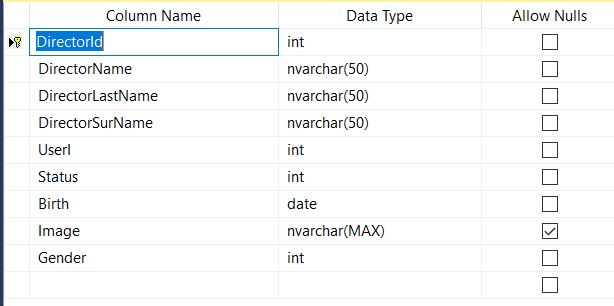 Column Name Data Type Allow Nulls
DirectorId int
DirectorName nvarchar(50)
DirectorLastName nvarchar(50)
DirectorSurName nvarchar(50)
UserI int
Status int
Birth date
Image nvarchar(MAX)
Gender int